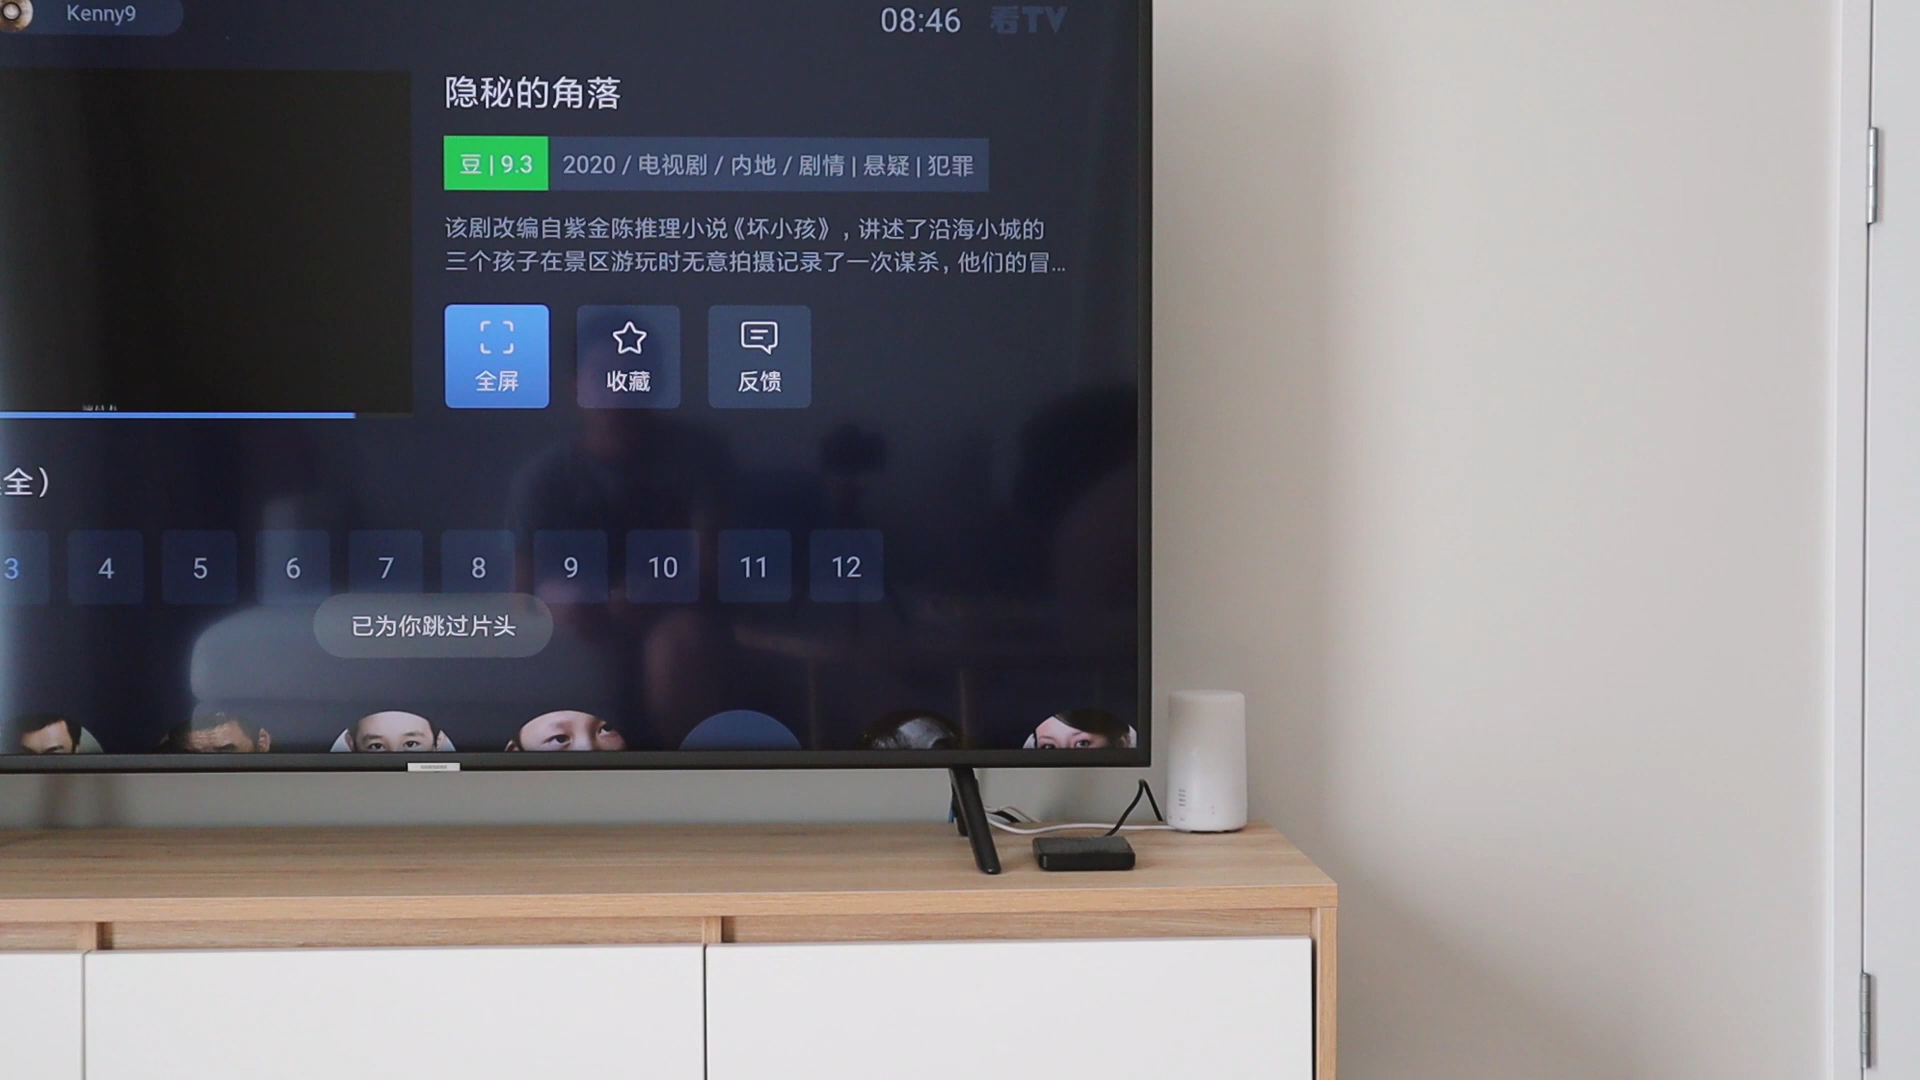 Kenny9
08:46
看TV
隐秘的角落
豆 | 9.3
2020 / 电视剧 / 内地 / 剧情 | 悬疑 | 犯罪
该剧改编自紫金陈推理小说《坏小孩》，讲述了沿海小城的
三个孩子在景区游玩时无意拍摄记录了一次谋杀，他们的冒...
全屏
收藏
反馈
全）
3
4
5
6
7
8
9
10
11
12
已为你跳过片头